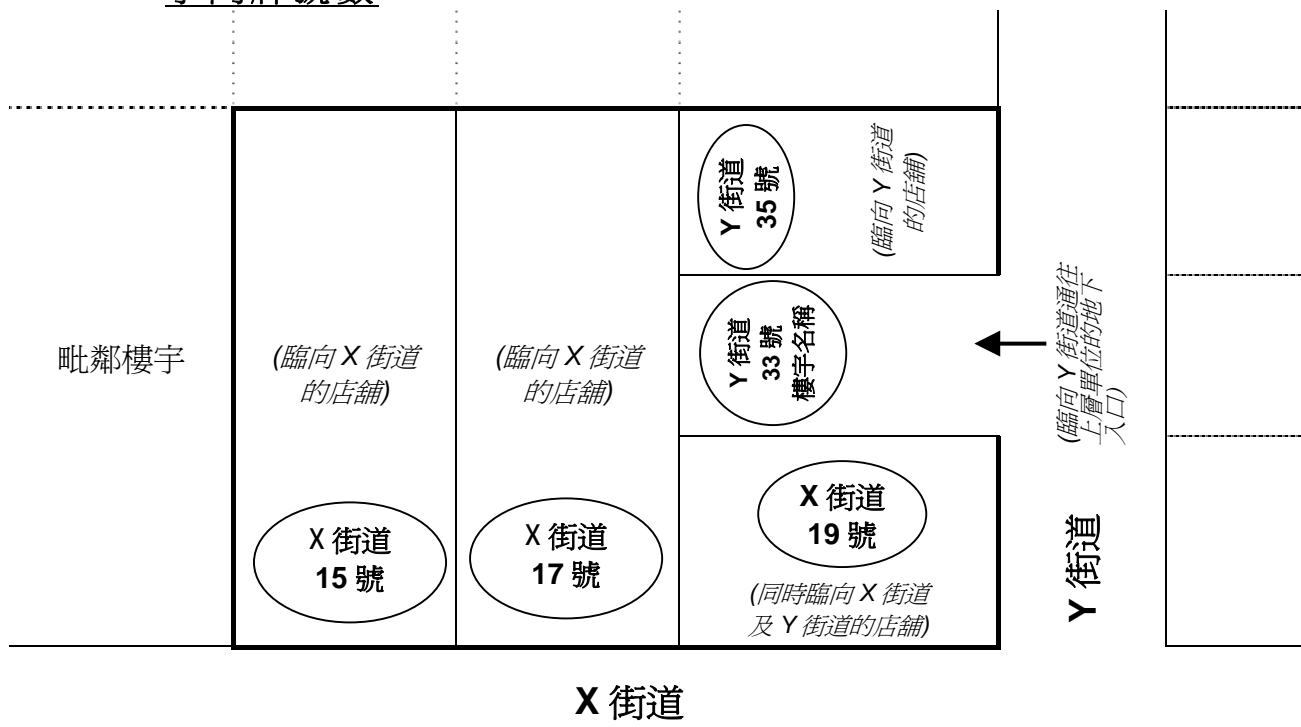 Y 街道
35 號
(臨向 Y 街道
的店舖)
毗鄰樓宇
(臨向 X 街道
的店舖)
(臨向 X 街道
的店舖)
Y 街道
33 號
樓宇名稱
(臨向 Y 街道通往
上層單位的地下
入口)
X 街道
15 號
X 街道
17 號
X 街道
19 號
(同時臨向 X 街道
及 Y 街道的店舖)
Y 街道
X 街道